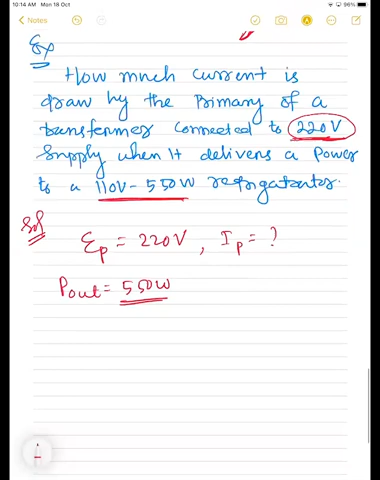 10:14 AM Mon 18 Oct
96%
Notes
Ex
How much current is
draw by the primary of a
transformer connected to 220V
supply when it delivers a power
to a 110V - 550W refrigerator.
Sol
Ep = 220V, Ip = ?
Pout = 550W